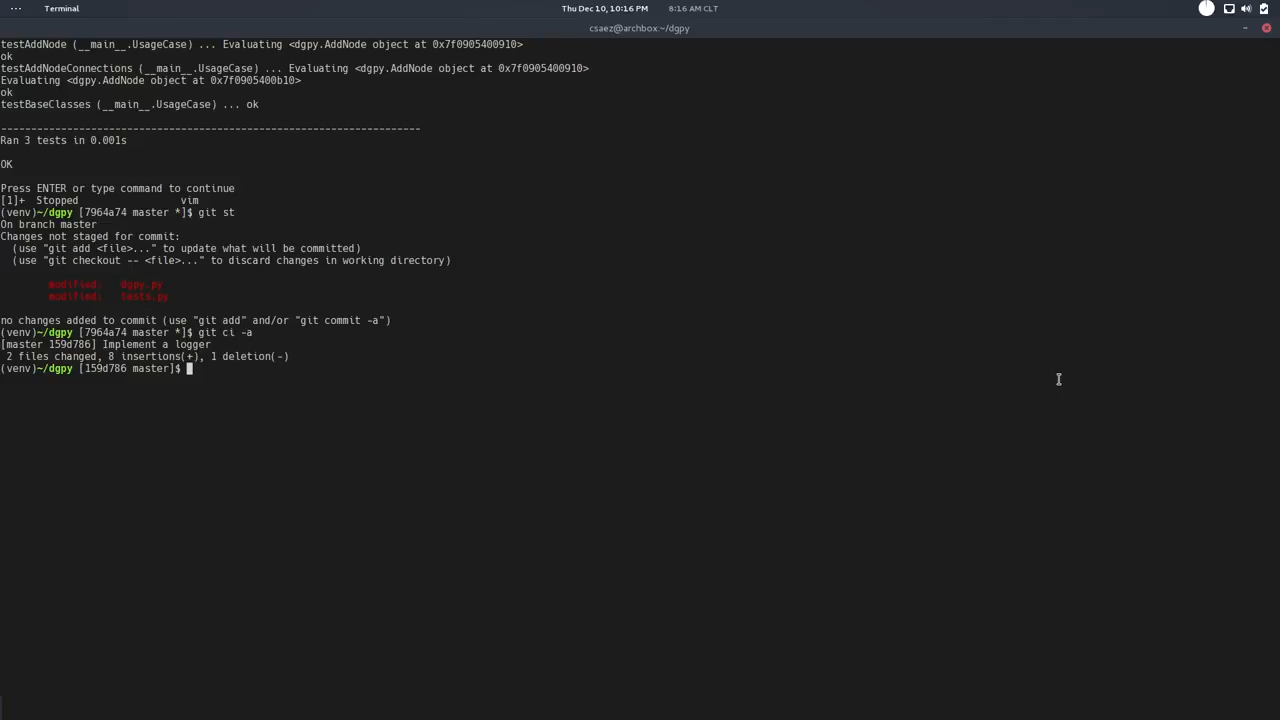 ··· Terminal Thu Dec 10, 10:16 PM 8:16 AM CLT
csaez@archbox:~/dgpy
testAddNode (__main__.UsageCase) ... Evaluating <dgpy.AddNode object at 0x7f0905400910>
ok
testAddNodeConnections (__main__.UsageCase) ... Evaluating <dgpy.AddNode object at 0x7f0905400910>
Evaluating <dgpy.AddNode object at 0x7f0905400b10>
ok
testBaseClasses (__main__.UsageCase) ... ok
----------------------------------------------------------------------
Ran 3 tests in 0.001s
OK
Press ENTER or type command to continue
[1]+  Stopped                 vim
(venv)~/dgpy [7964a74 master *]$ git st
On branch master
Changes not staged for commit:
  (use "git add <file>..." to update what will be committed)
  (use "git checkout -- <file>..." to discard changes in working directory)
        modified:   dgpy.py
        modified:   tests.py
no changes added to commit (use "git add" and/or "git commit -a")
(venv)~/dgpy [7964a74 master *]$ git ci -a
[master 159d786] Implement a logger
 2 files changed, 8 insertions(+), 1 deletion(-)
(venv)~/dgpy [159d786 master]$